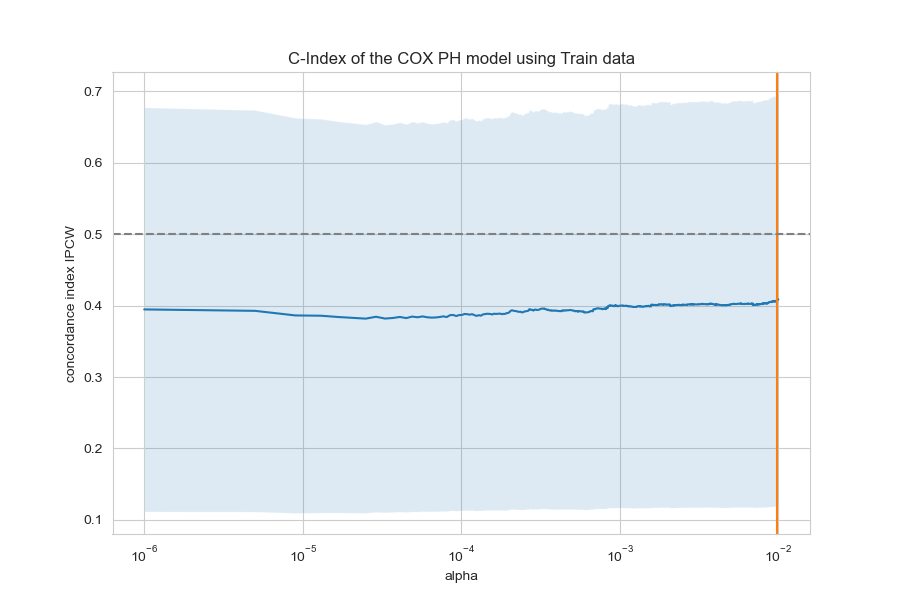 C-Index of the COX PH model using Train data
0.7
0.6
0.5
0.4
0.3
0.2
0.1
concordance index IPCW
10⁻⁶ 10⁻⁵ 10⁻⁴ 10⁻³ 10⁻²
alpha